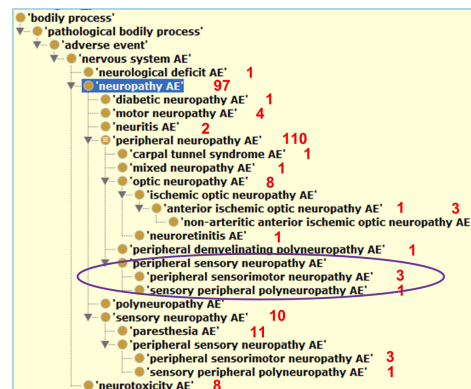 'bodily process'
'pathological bodily process'
'adverse event'
'nervous system AE'
'neurological deficit AE' 1
'neuropathy AE' 97
'diabetic neuropathy AE' 1
'motor neuropathy AE' 4
'neuritis AE' 2
'peripheral neuropathy AE' 110
'carpal tunnel syndrome AE' 1
'mixed neuropathy AE' 1
'optic neuropathy AE' 8
'ischemic optic neuropathy AE'
'anterior ischemic optic neuropathy AE' 1 3
'non-arteritic anterior ischemic optic neuropathy AE
'neuroretinitis AE' 1
'peripheral demyelinating polyneuropathy AE' 1
'peripheral sensory neuropathy AE'
'peripheral sensorimotor neuropathy AE' 3
'sensory peripheral polyneuropathy AE' 1
'polyneuropathy AE'
'sensory neuropathy AE' 10
'paresthesia AE' 11
'peripheral sensory neuropathy AE'
'peripheral sensorimotor neuropathy AE' 3
'sensory peripheral polyneuropathy AE' 1
'neurotoxicity AE' 8